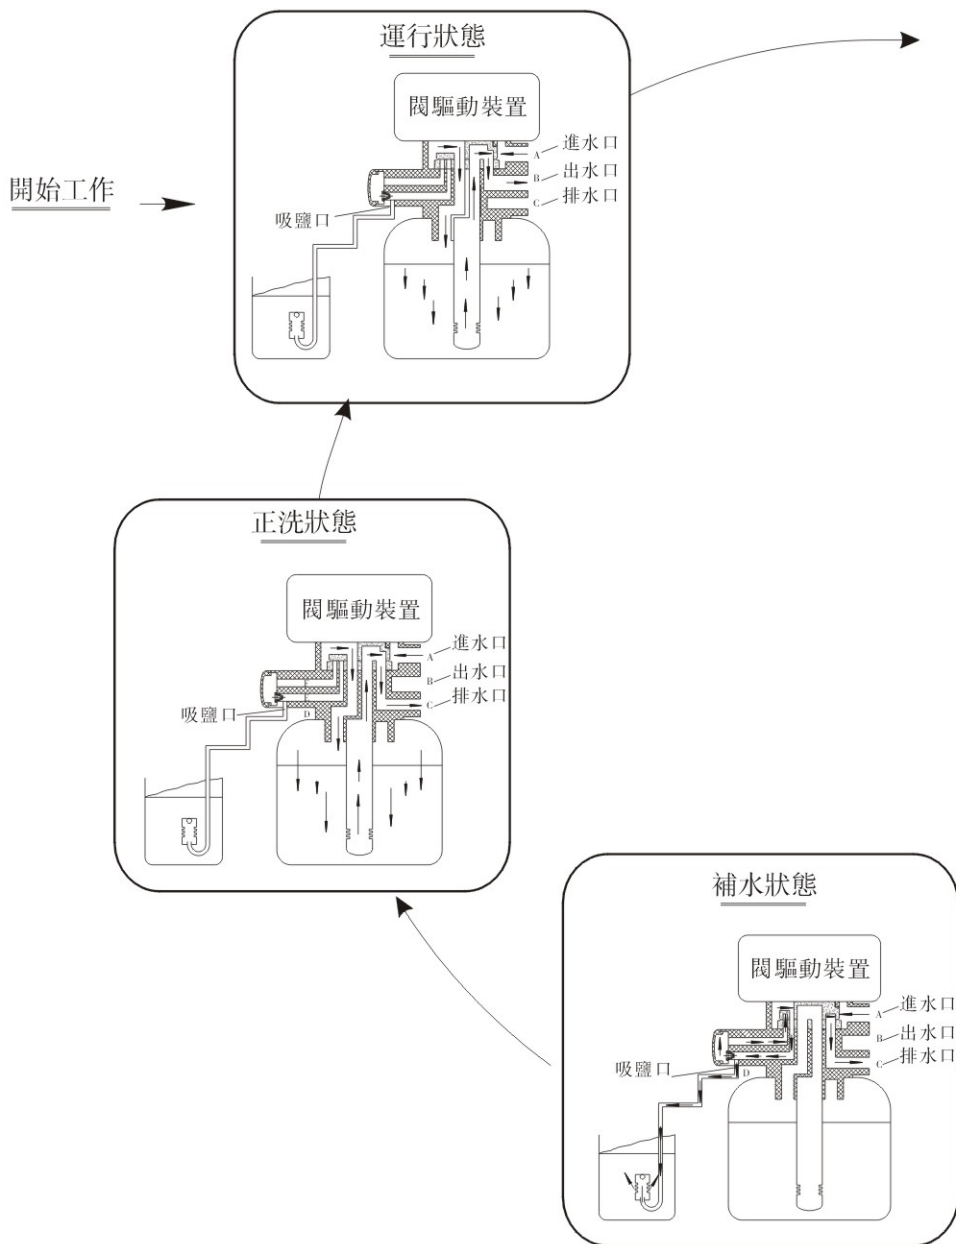 運行狀態
閥驅動裝置
A 進水口
B 出水口
C 排水口
開始工作
吸鹽口
正洗狀態
閥驅動裝置
A 進水口
B 出水口
C 排水口
吸鹽口
D
補水狀態
閥驅動裝置
A 進水口
B 出水口
C 排水口
吸鹽口
D